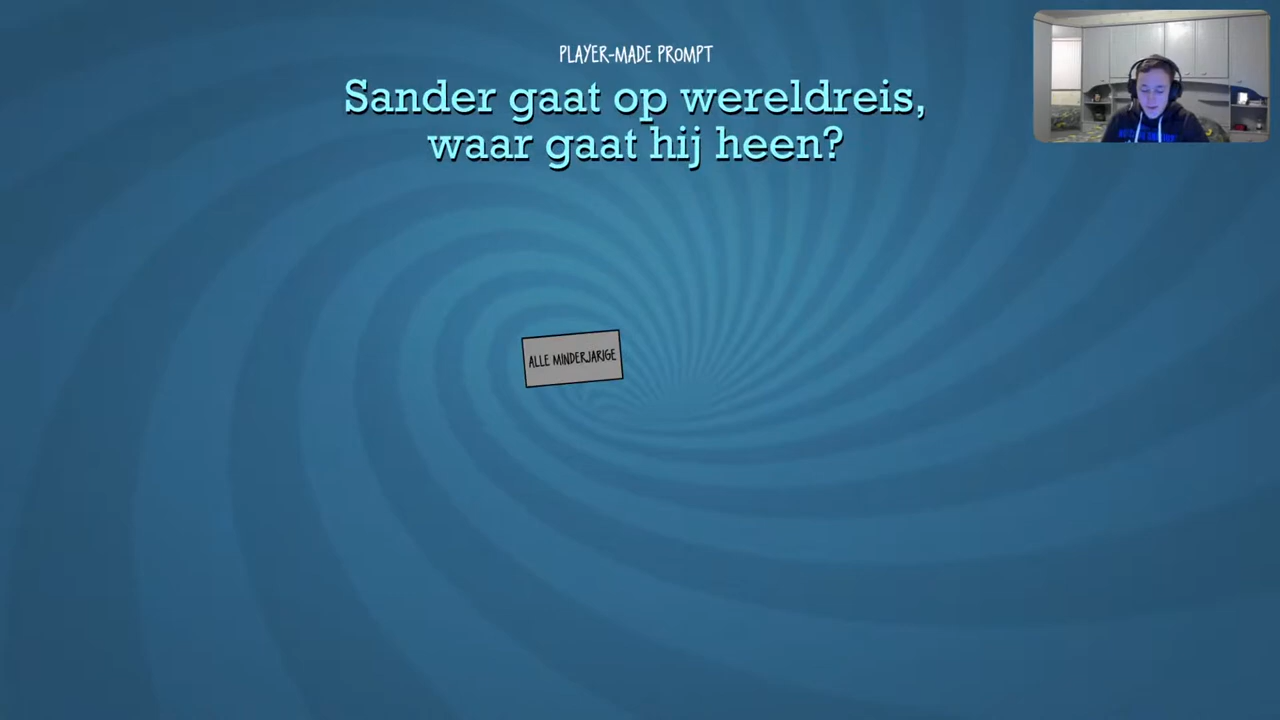 PLAYER-MADE PROMPT
Sander gaat op wereldreis,
waar gaat hij heen?
ALLE MINDERJARIGE